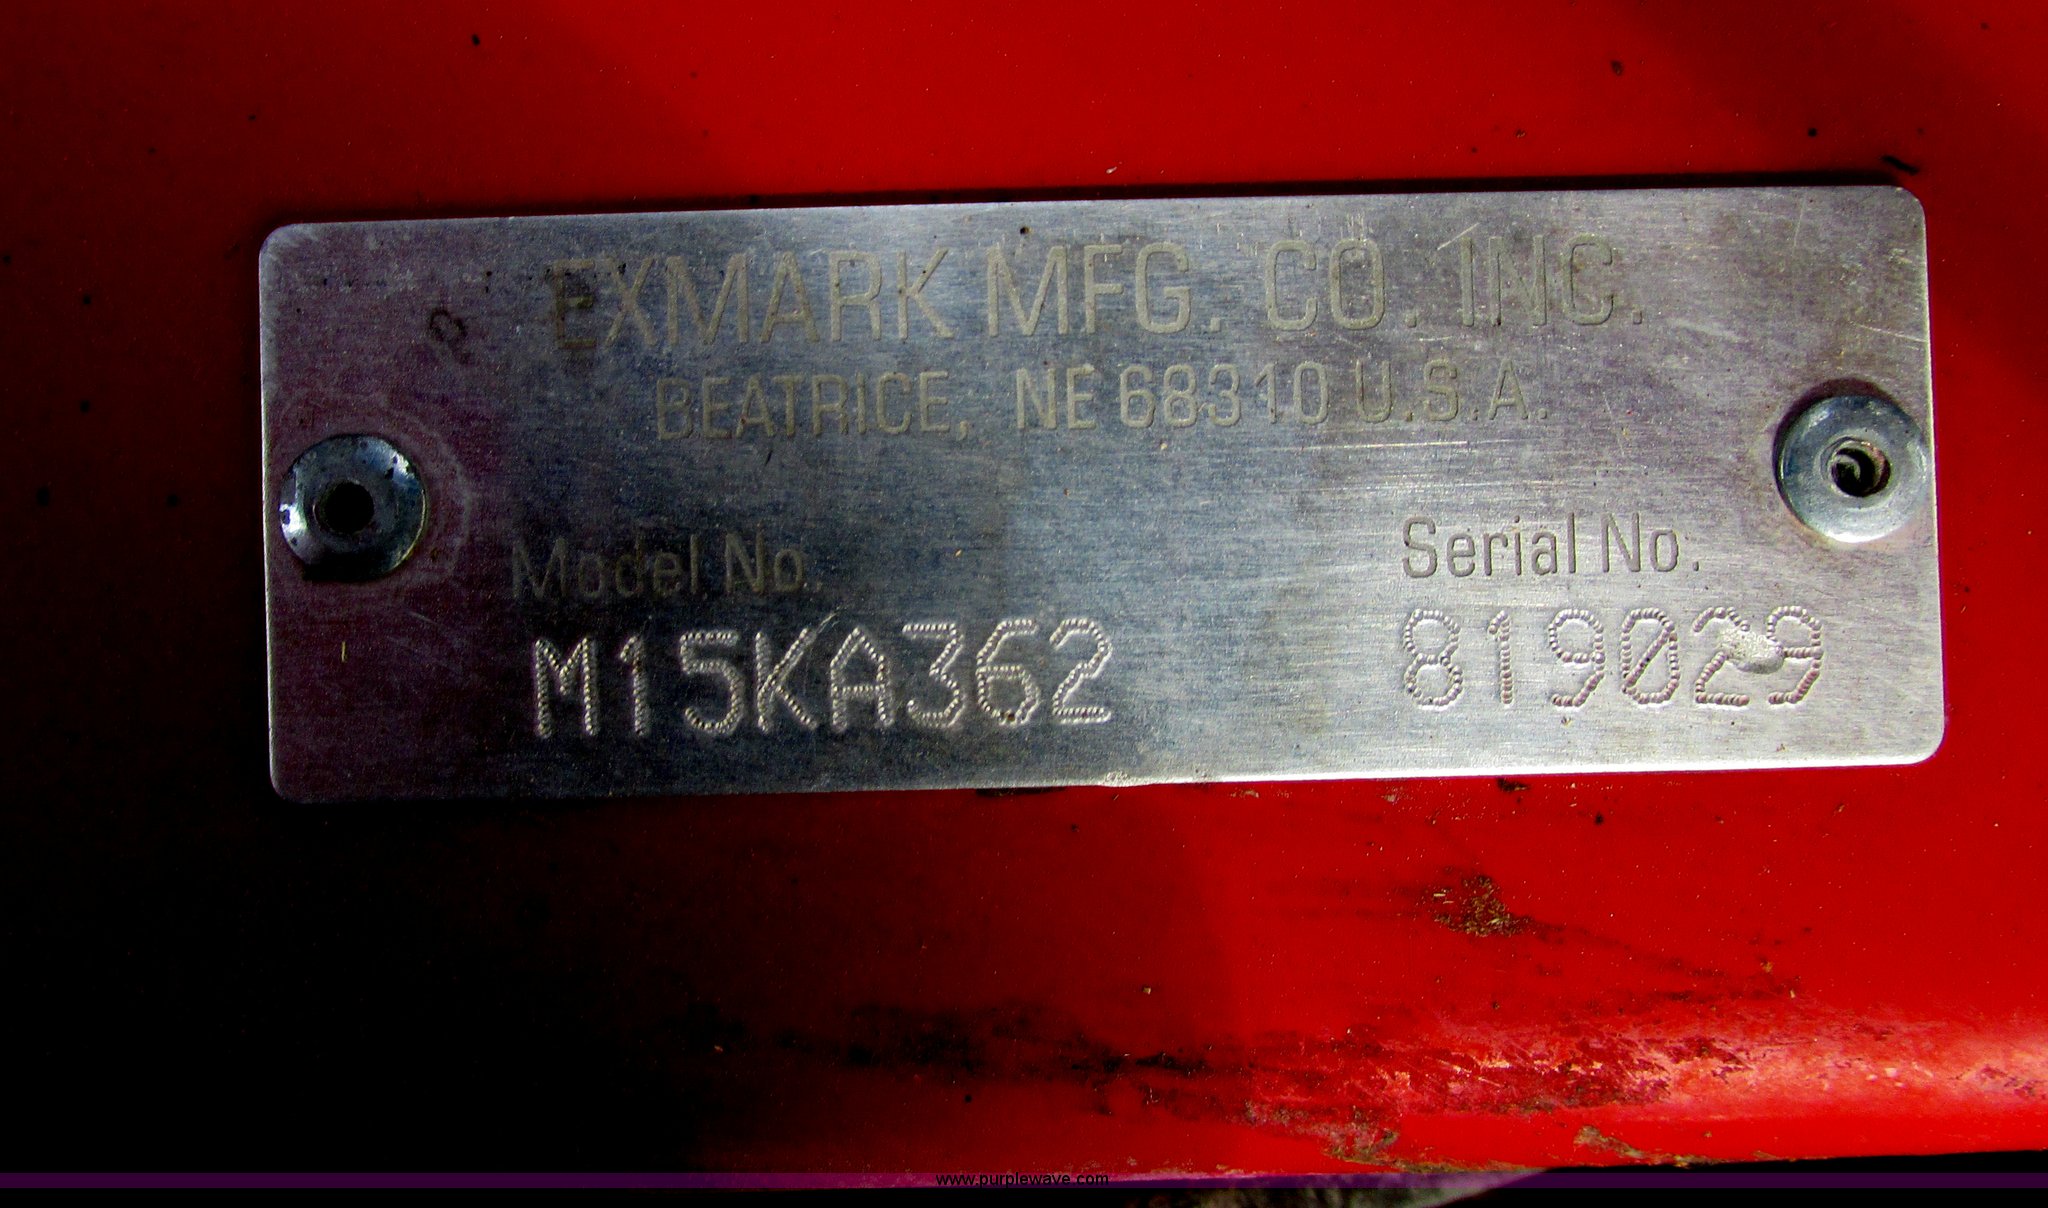 EXMARK MFG. CO. INC.
BEATRICE, NE 68310 U.S.A.
Model No. Serial No.
M15KA362 819029
www.purplewave.com